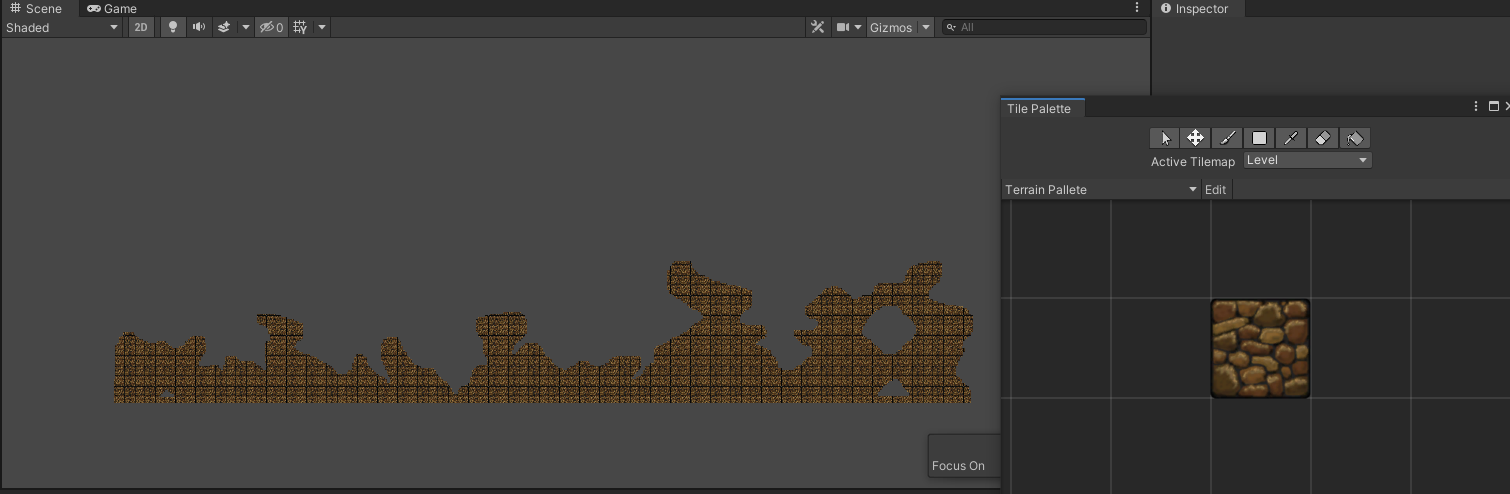 Scene Game Inspector
Shaded 2D 0 Gizmos All
Tile Palette
Active Tilemap Level
Terrain Pallete Edit
Focus On